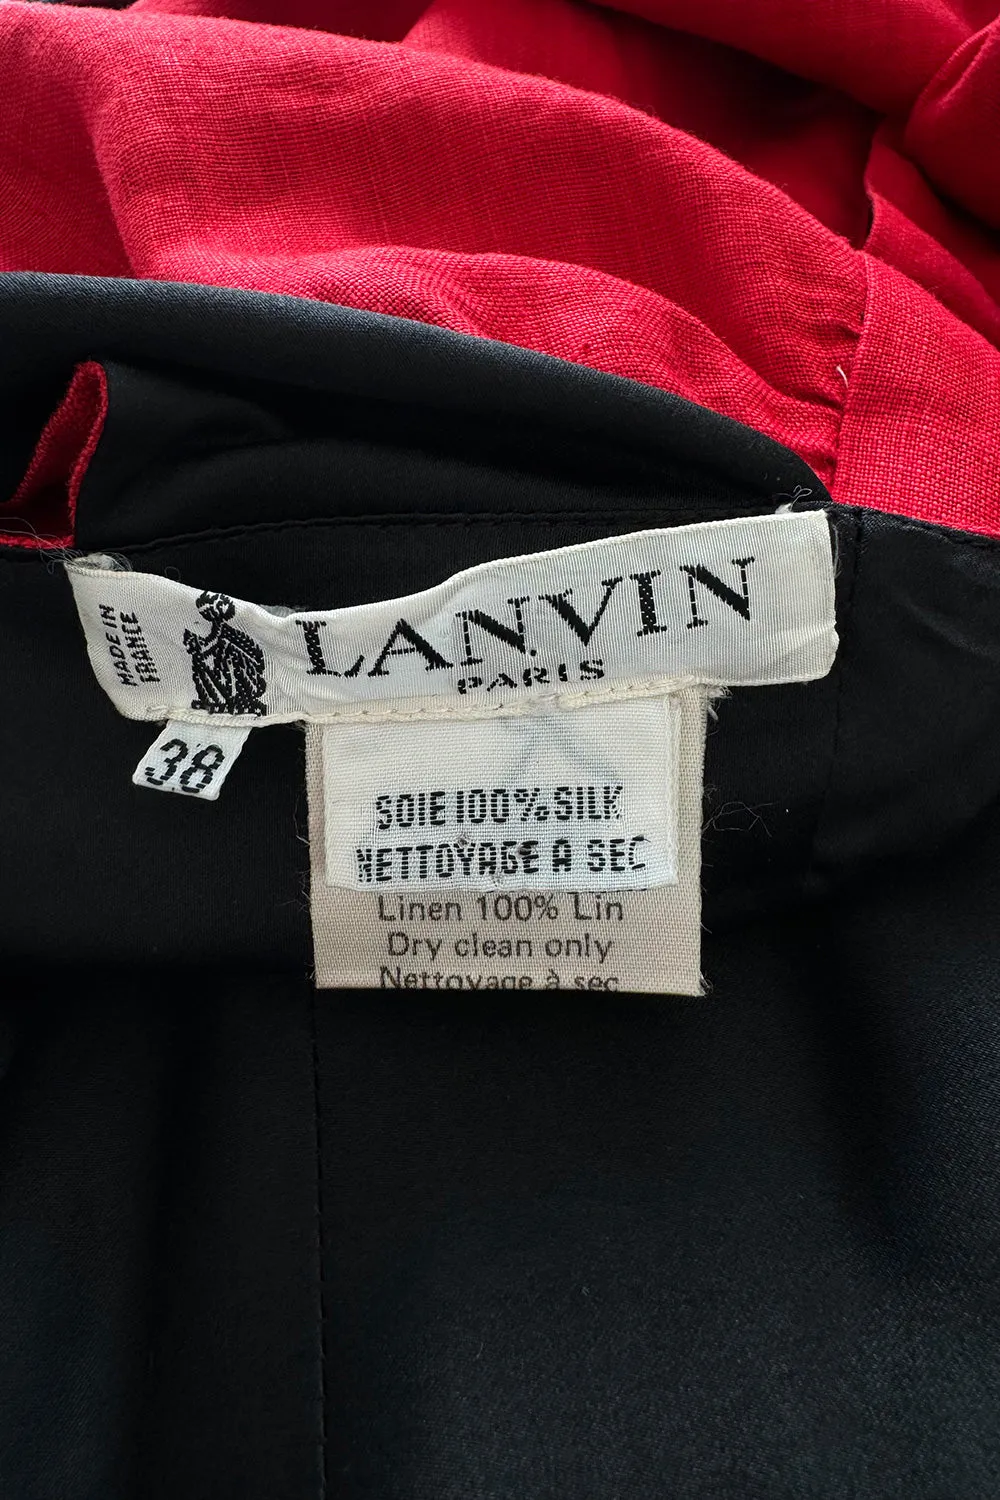 MADE IN
FRANCE
LANVIN
PARIS
38
SOIE 100% SILK
NETTOYAGE A SEC
Linen 100% Lin
Dry clean only
Nettoyage à sec